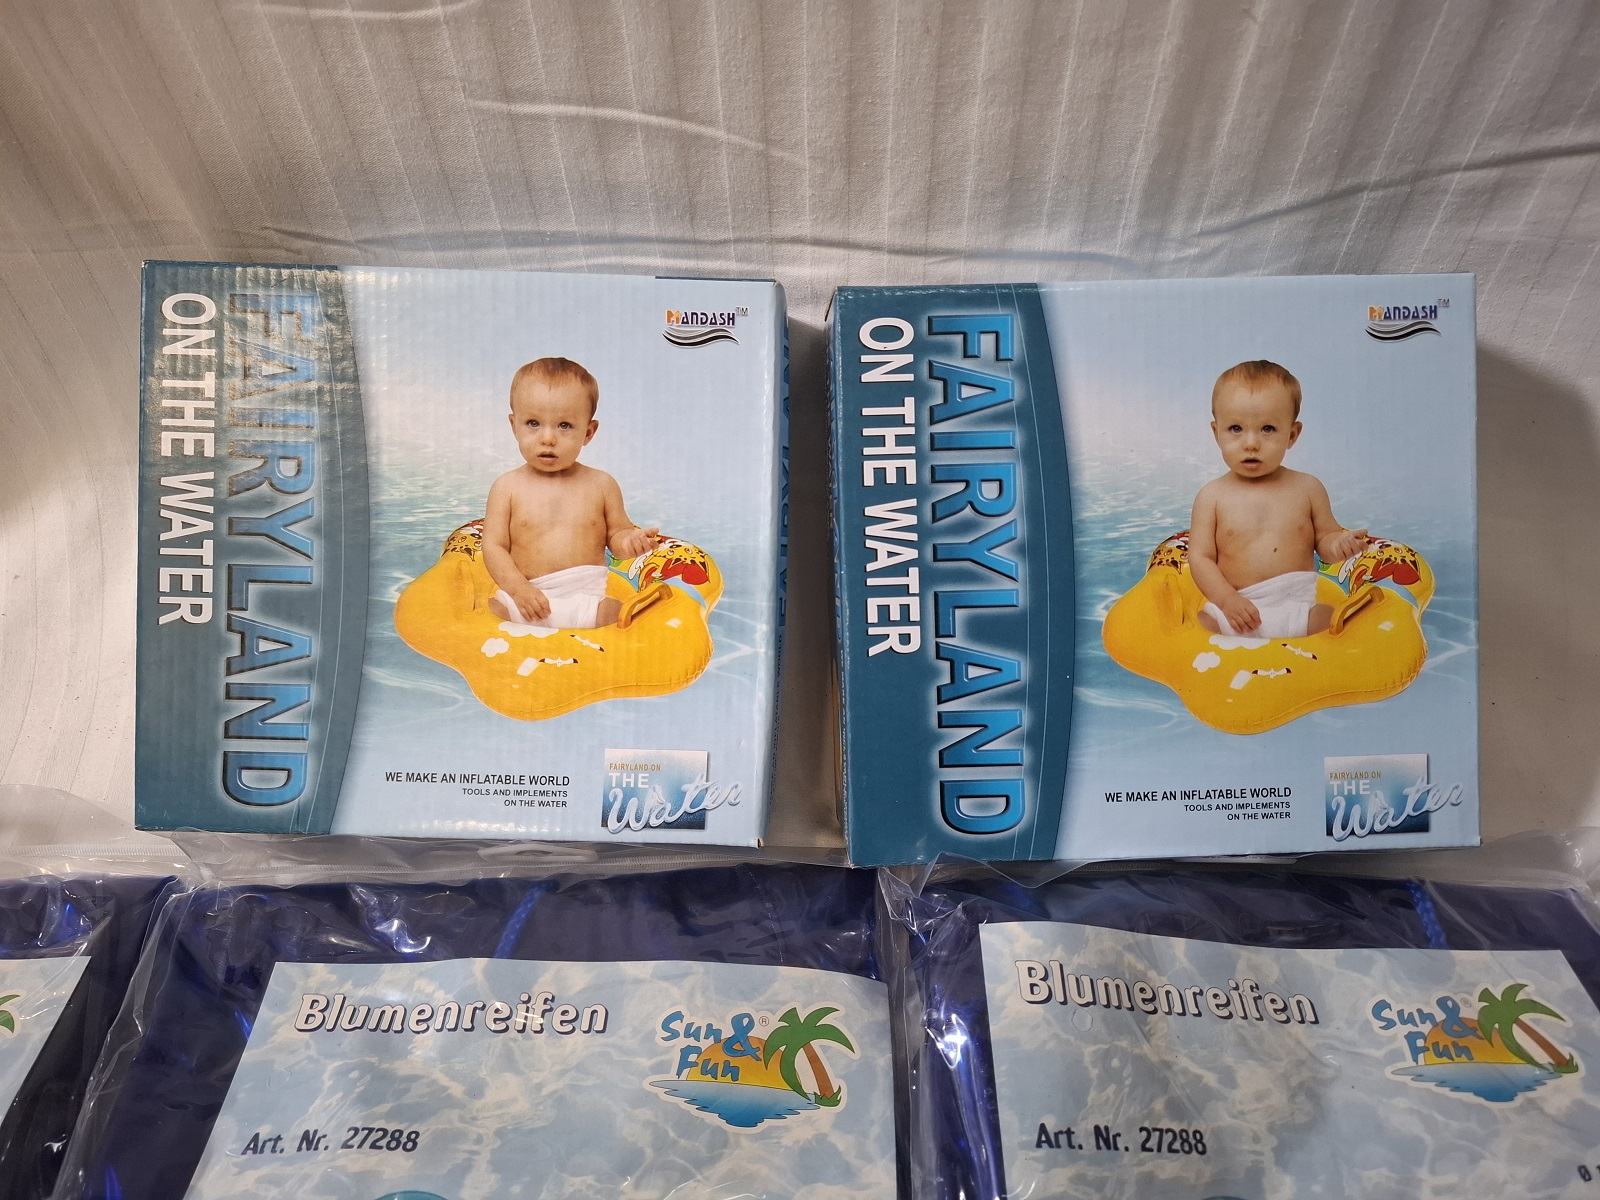 FAIRYLAND
ON THE WATER
MANDASH™
WE MAKE AN INFLATABLE WORLD
TOOLS AND IMPLEMENTS
ON THE WATER
FAIRYLAND ON
THE
Water
FAIRYLAND
ON THE WATER
MANDASH™
WE MAKE AN INFLATABLE WORLD
TOOLS AND IMPLEMENTS
ON THE WATER
FAIRYLAND ON
THE
Water
Blumenreifen
Sun &®
Fun
Art. Nr. 27288
Blumenreifen
Sun &®
Fun
Art. Nr. 27288